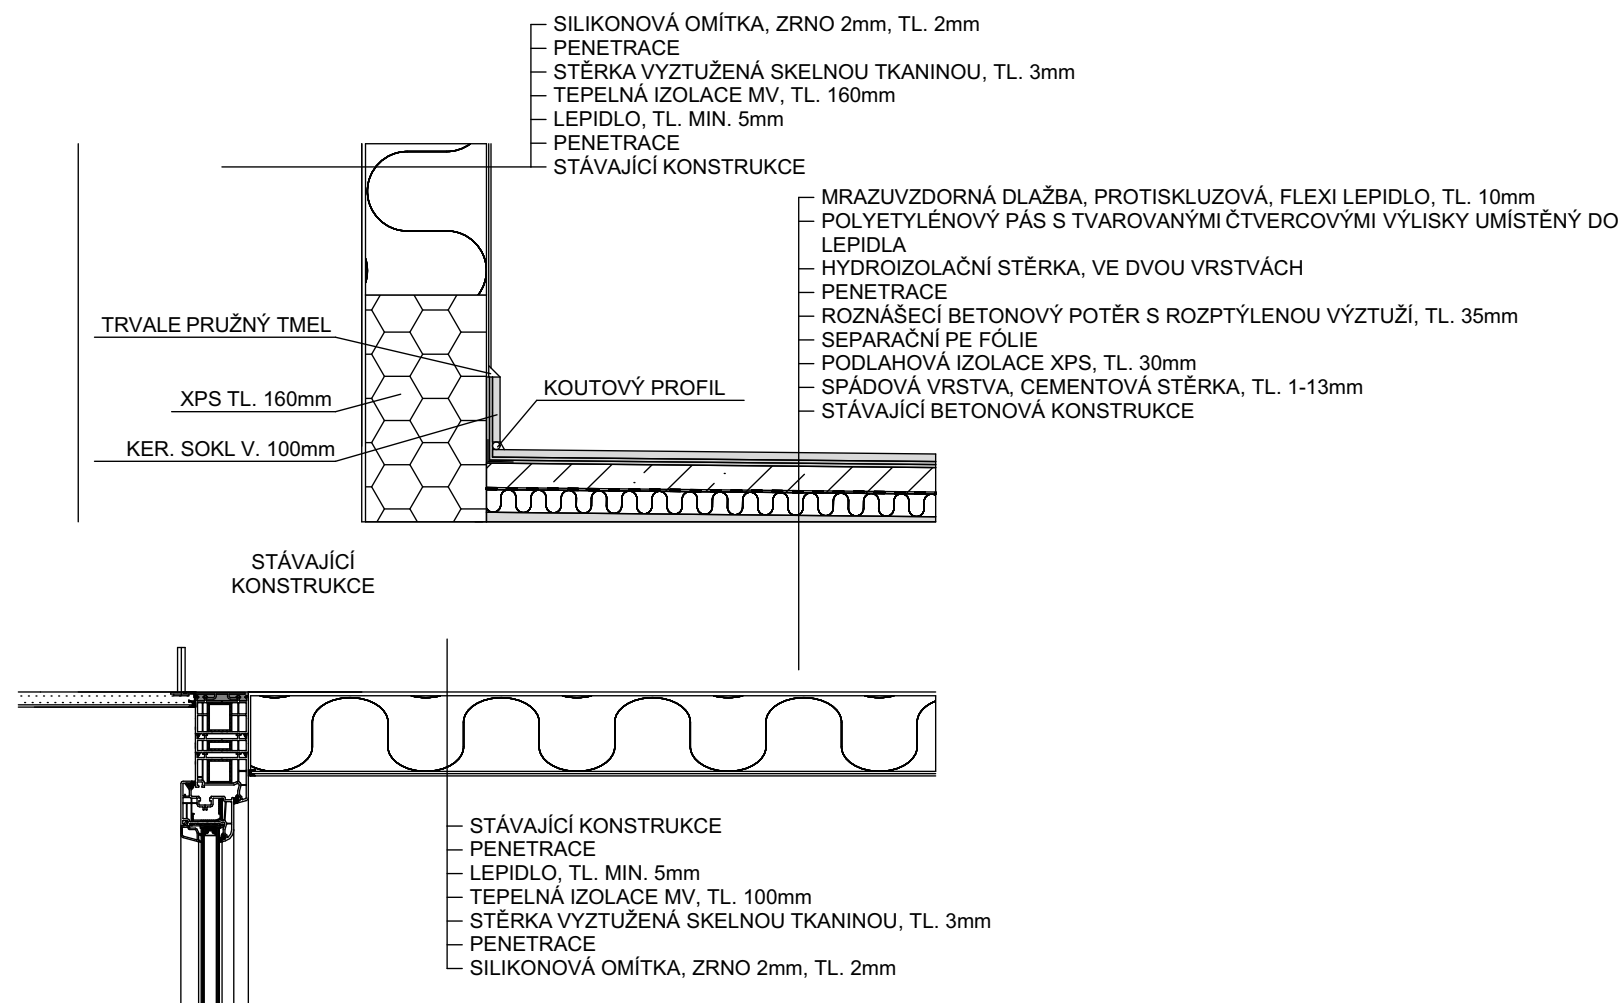 SILIKONOVÁ OMÍTKA, ZRNO 2mm, TL. 2mm
PENETRACE
STĚRKA VYZTUŽENÁ SKELNOU TKANINOU, TL. 3mm
TEPELNÁ IZOLACE MV, TL. 160mm
LEPIDLO, TL. MIN. 5mm
PENETRACE
STÁVAJÍCÍ KONSTRUKCE
MRAZUVZDORNÁ DLAŽBA, PROTISKLUZOVÁ, FLEXI LEPIDLO, TL. 10mm
POLYETYLÉNOVÝ PÁS S TVAROVANÝMI ČTVERCOVÝMI VÝLISKY UMÍSTĚNÝ DO
LEPIDLA
HYDROIZOLAČNÍ STĚRKA, VE DVOU VRSTVÁCH
PENETRACE
ROZNÁŠECÍ BETONOVÝ POTĚR S ROZPTÝLENOU VÝZTUŽÍ, TL. 35mm
SEPARAČNÍ PE FÓLIE
PODLAHOVÁ IZOLACE XPS, TL. 30mm
SPÁDOVÁ VRSTVA, CEMENTOVÁ STĚRKA, TL. 1-13mm
STÁVAJÍCÍ BETONOVÁ KONSTRUKCE
TRVALE PRUŽNÝ TMEL
XPS TL. 160mm
KER. SOKL V. 100mm
KOUTOVÝ PROFIL
STÁVAJÍCÍ
KONSTRUKCE
STÁVAJÍCÍ KONSTRUKCE
PENETRACE
LEPIDLO, TL. MIN. 5mm
TEPELNÁ IZOLACE MV, TL. 100mm
STĚRKA VYZTUŽENÁ SKELNOU TKANINOU, TL. 3mm
PENETRACE
SILIKONOVÁ OMÍTKA, ZRNO 2mm, TL. 2mm